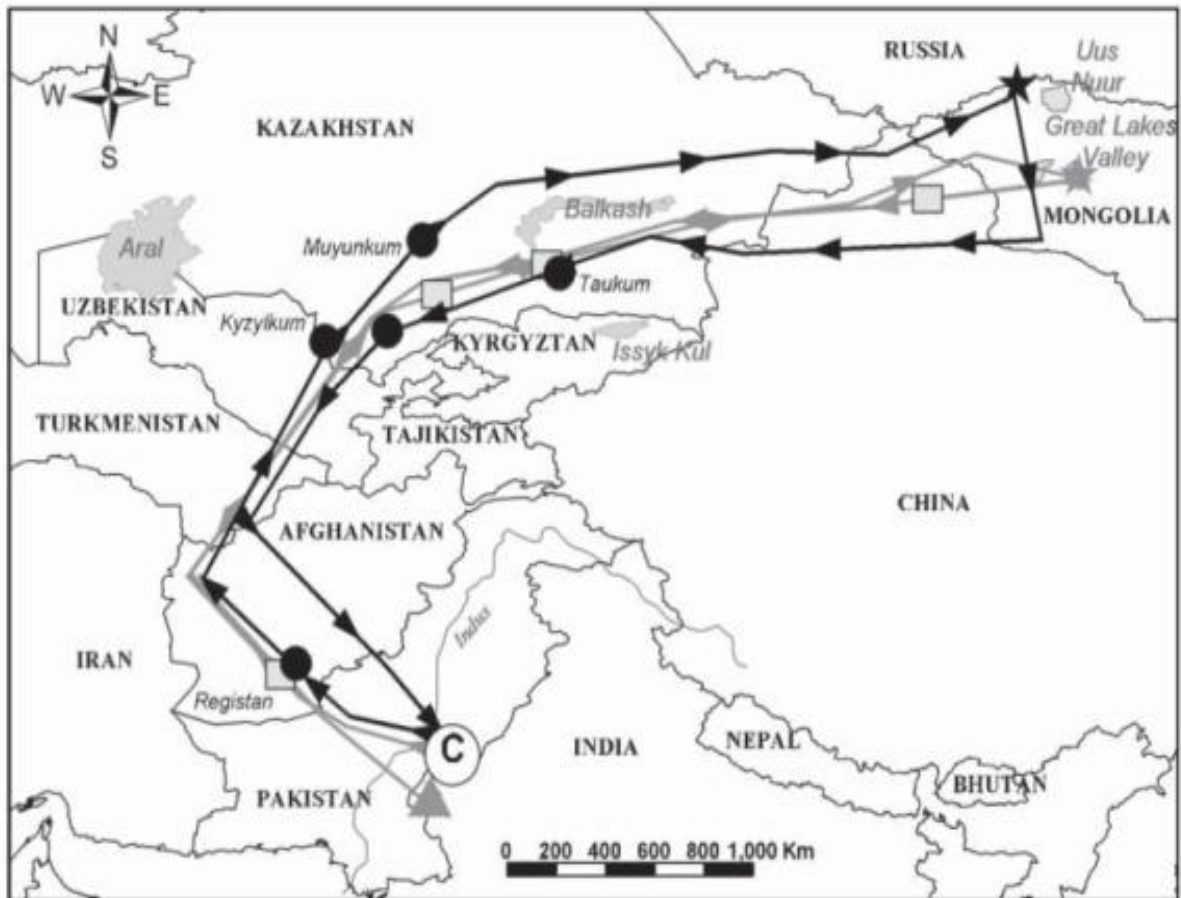 N
W E
S
RUSSIA
Uus
Nuur
KAZAKHSTAN
Great Lakes
Valley
MONGOLIA
Balkash
Aral
Muyunkum
Taukum
UZBEKISTAN
Kyzylkum
KYRGYZTAN
Issyk Kul
TURKMENISTAN
TAJIKISTAN
CHINA
AFGHANISTAN
Indus
IRAN
Registan
C
INDIA
NEPAL
PAKISTAN
BHUTAN
0 200 400 600 800 1,000 Km